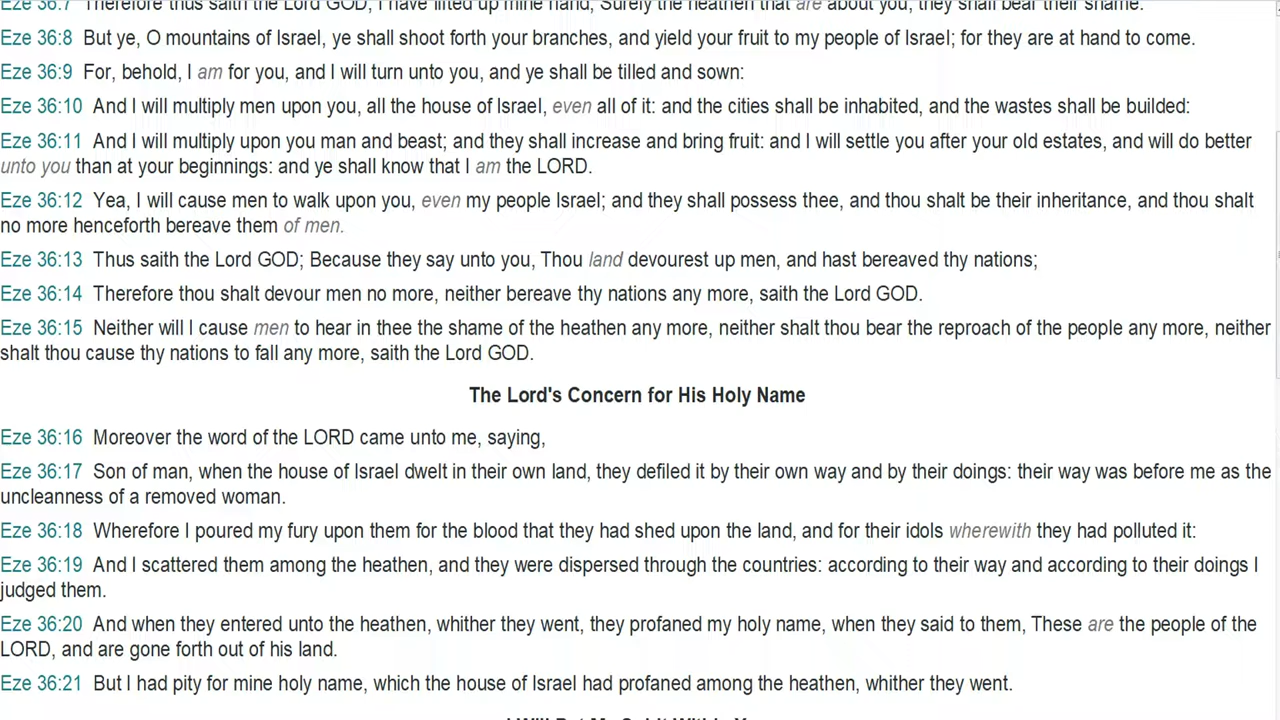 Eze 36:7 Therefore thus saith the Lord GOD; I have lifted up mine hand, Surely the heathen that are about you, they shall bear their shame.
Eze 36:8 But ye, O mountains of Israel, ye shall shoot forth your branches, and yield your fruit to my people of Israel; for they are at hand to come.
Eze 36:9 For, behold, I am for you, and I will turn unto you, and ye shall be tilled and sown:
Eze 36:10 And I will multiply men upon you, all the house of Israel, even all of it: and the cities shall be inhabited, and the wastes shall be builded:
Eze 36:11 And I will multiply upon you man and beast; and they shall increase and bring fruit: and I will settle you after your old estates, and will do better
unto you than at your beginnings: and ye shall know that I am the LORD.
Eze 36:12 Yea, I will cause men to walk upon you, even my people Israel; and they shall possess thee, and thou shalt be their inheritance, and thou shalt
no more henceforth bereave them of men.
Eze 36:13 Thus saith the Lord GOD; Because they say unto you, Thou land devourest up men, and hast bereaved thy nations;
Eze 36:14 Therefore thou shalt devour men no more, neither bereave thy nations any more, saith the Lord GOD.
Eze 36:15 Neither will I cause men to hear in thee the shame of the heathen any more, neither shalt thou bear the reproach of the people any more, neither
shalt thou cause thy nations to fall any more, saith the Lord GOD.
The Lord's Concern for His Holy Name
Eze 36:16 Moreover the word of the LORD came unto me, saying,
Eze 36:17 Son of man, when the house of Israel dwelt in their own land, they defiled it by their own way and by their doings: their way was before me as the
uncleanness of a removed woman.
Eze 36:18 Wherefore I poured my fury upon them for the blood that they had shed upon the land, and for their idols wherewith they had polluted it:
Eze 36:19 And I scattered them among the heathen, and they were dispersed through the countries: according to their way and according to their doings I
judged them.
Eze 36:20 And when they entered unto the heathen, whither they went, they profaned my holy name, when they said to them, These are the people of the
LORD, and are gone forth out of his land.
Eze 36:21 But I had pity for mine holy name, which the house of Israel had profaned among the heathen, whither they went.